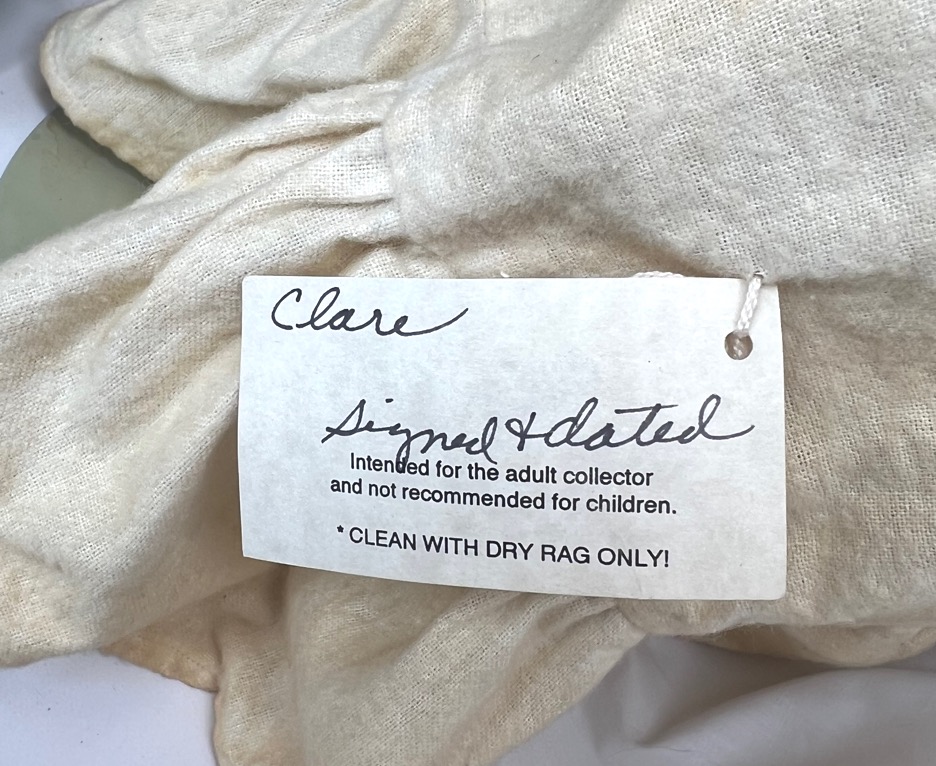 Clare
Signed & dated
Intended for the adult collector
and not recommended for children.
* CLEAN WITH DRY RAG ONLY!